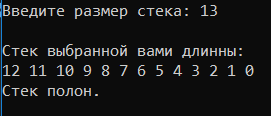 Введите размер стека: 13
Стек выбранной вами длинны:
12 11 10 9 8 7 6 5 4 3 2 1 0
Стек полон.